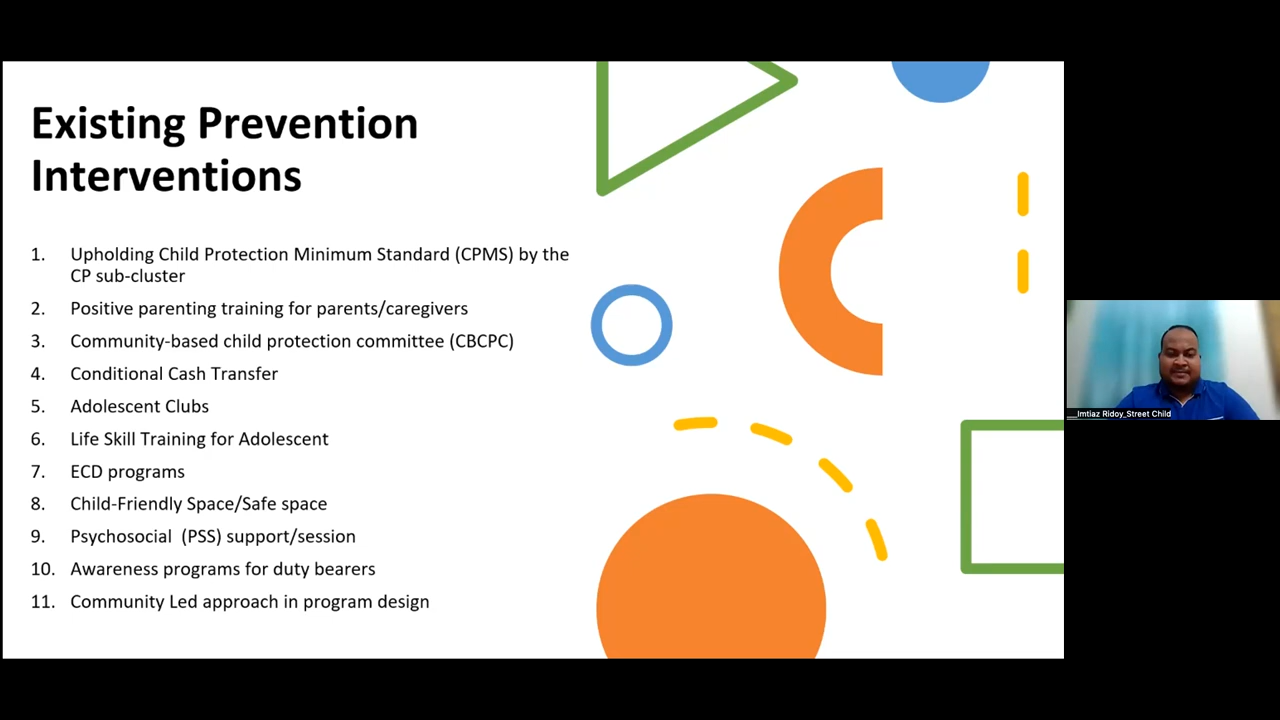 Existing Prevention
Interventions
1. Upholding Child Protection Minimum Standard (CPMS) by the
CP sub-cluster
2. Positive parenting training for parents/caregivers
3. Community-based child protection committee (CBCPC)
4. Conditional Cash Transfer
5. Adolescent Clubs
6. Life Skill Training for Adolescent
7. ECD programs
8. Child-Friendly Space/Safe space
9. Psychosocial (PSS) support/session
10. Awareness programs for duty bearers
11. Community Led approach in program design
__Imtiaz Ridoy_Street Child